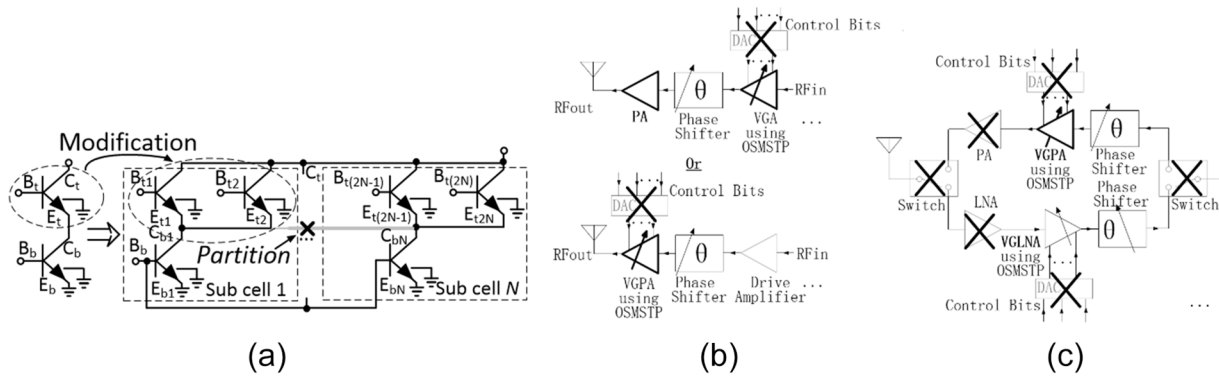 Modification
Bt Ct Et
Bb Cb Eb
Bt1 Bt2 Et1 Et2
Cb1
Bb
Eb1
Sub cell 1
Partition
Ct
Bt(2N-1) Bt(2N)
Et(2N-1) Et2N
CbN
EbN
Sub cell N
(a)
DAC Control Bits
RFout PA θ RFin
Phase Shifter
VGA using OSMSTP
...
Or
DAC Control Bits
RFout θ RFin
VGPA using OSMSTP
Phase Shifter
Drive Amplifier
...
(b)
Control Bits
DAC
PA
VGPA using OSMSTP
θ
Phase Shifter
Switch
LNA
VGLNA using OSMSTP
Phase Shifter
θ
Switch
DAC
Control Bits
...
(c)